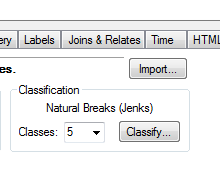 ery Labels Joins & Relates Time HTML
es. Import...
Classification
Natural Breaks (Jenks)
Classes: 5 Classify...